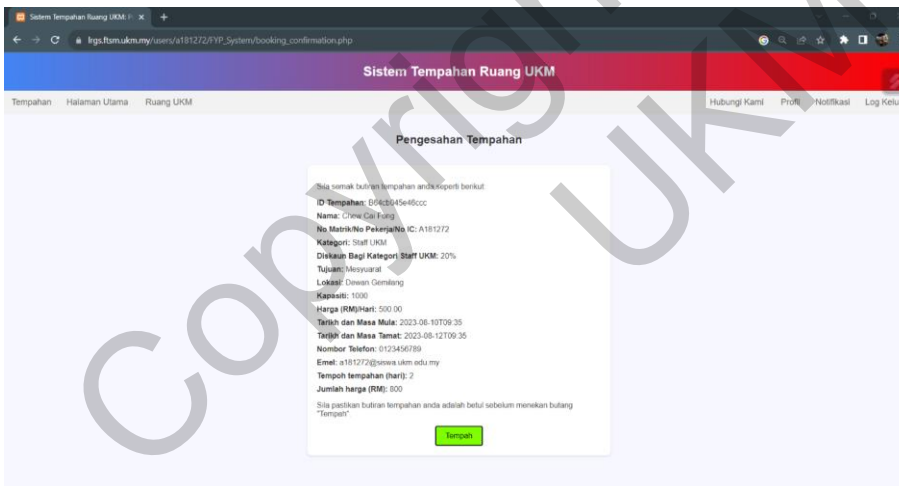 Sistem Tempahan Ruang UKM: P
lrgs.ftsm.ukm.my/users/a181272/FYP_System/booking_confirmation.php
Sistem Tempahan Ruang UKM
Tempahan Halaman Utama Ruang UKM Hubungi Kami Profil Notifikasi Log Kelu
Pengesahan Tempahan
Sila semak butiran tempahan anda seperti berikut:
ID Tempahan: B64cb045e46ccc
Nama: Chew Cai Fung
No Matrik/No Pekerja/No IC: A181272
Kategori: Staff UKM
Diskaun Bagi Kategori Staff UKM: 20%
Tujuan: Mesyuarat
Lokasi: Dewan Gemilang
Kapasiti: 1000
Harga (RM)/Hari: 500.00
Tarikh dan Masa Mula: 2023-08-10T09:35
Tarikh dan Masa Tamat: 2023-08-12T09:35
Nombor Telefon: 0123456789
Emel: a181272@siswa.ukm.edu.my
Tempoh tempahan (hari): 2
Jumlah harga (RM): 800
Sila pastikan butiran tempahan anda adalah betul sebelum menekan butang
"Tempah".
Tempah
Copyright
UKM